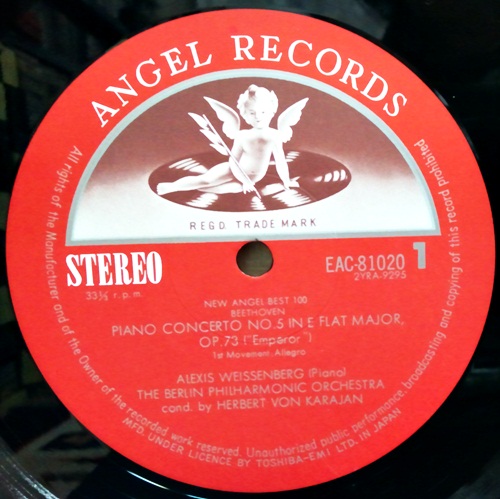 ANGEL RECORDS
REGD TRADE MARK
STEREO
33⅓ r.p.m.
EAC-81020 1
2YRA-9295
NEW ANGEL BEST 100
BEETHOVEN
PIANO CONCERTO NO.5 IN E FLAT MAJOR,
OP.73 ("Emperor")
1st Movement: Allegro
ALEXIS WEISSENBERG (Piano)
THE BERLIN PHILHARMONIC ORCHESTRA
cond. by HERBERT VON KARAJAN
All rights of the Manufacturer and of the Owner of the recorded work reserved. Unauthorized public performance, broadcasting and copying of this record prohibited
MFD. UNDER LICENCE BY TOSHIBA-EMI LTD. IN JAPAN